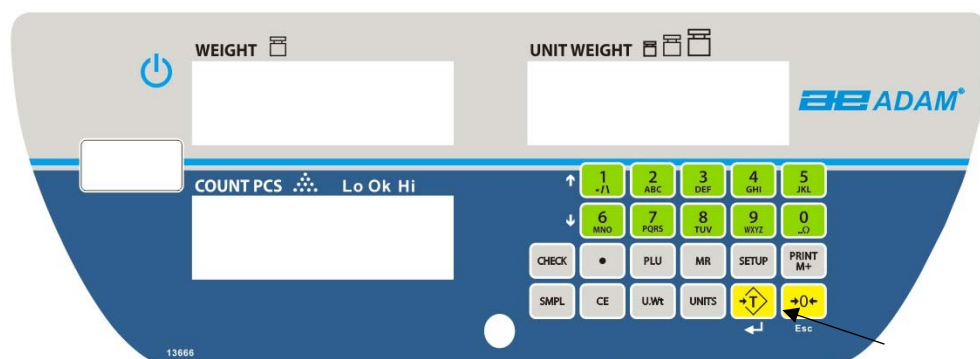 WEIGHT
UNIT WEIGHT
ae ADAM®
COUNT PCS Lo Ok Hi
↑ 1 2 3 4 5
-/\ ABC DEF GHI JKL
↓ 6 7 8 9 0
MNO PQRS TUV WXYZ _Ω
CHECK • PLU MR SETUP PRINT M+
SMPL CE U.Wt UNITS →T →0←
Esc
13666